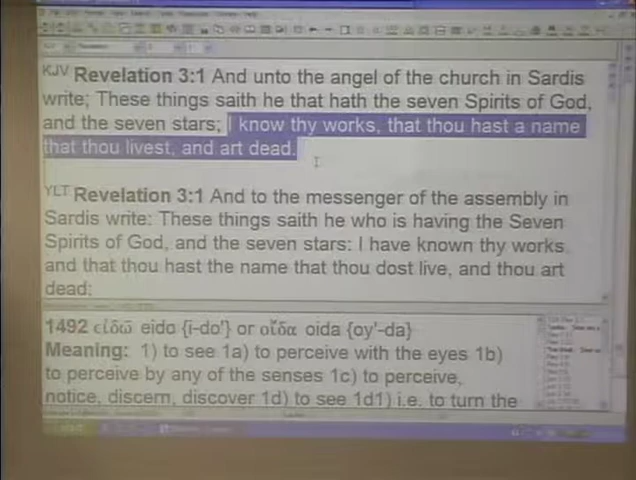 KJV Revelation 3:1 And unto the angel of the church in Sardis
write; These things saith he that hath the seven Spirits of God,
and the seven stars; I know thy works, that thou hast a name
that thou livest, and art dead.
YLT Revelation 3:1 And to the messenger of the assembly in
Sardis write: These things saith he who is having the Seven
Spirits of God, and the seven stars: I have known thy works
and that thou hast the name that thou dost live, and thou art
dead;
1492 εἰδῶ eido {i-do'} or οἶδα oida {oy'-da}
Meaning: 1) to see 1a) to perceive with the eyes 1b)
to perceive by any of the senses 1c) to perceive,
notice, discern, discover 1d) to see 1d1) i.e. to turn the